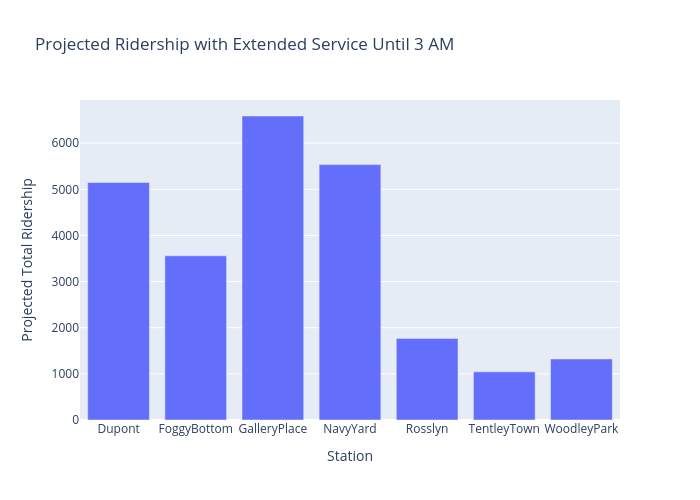 Projected Ridership with Extended Service Until 3 AM
Projected Total Ridership
6000
5000
4000
3000
2000
1000
0
Dupont FoggyBottom GalleryPlace NavyYard Rosslyn TentleyTown WoodleyPark
Station